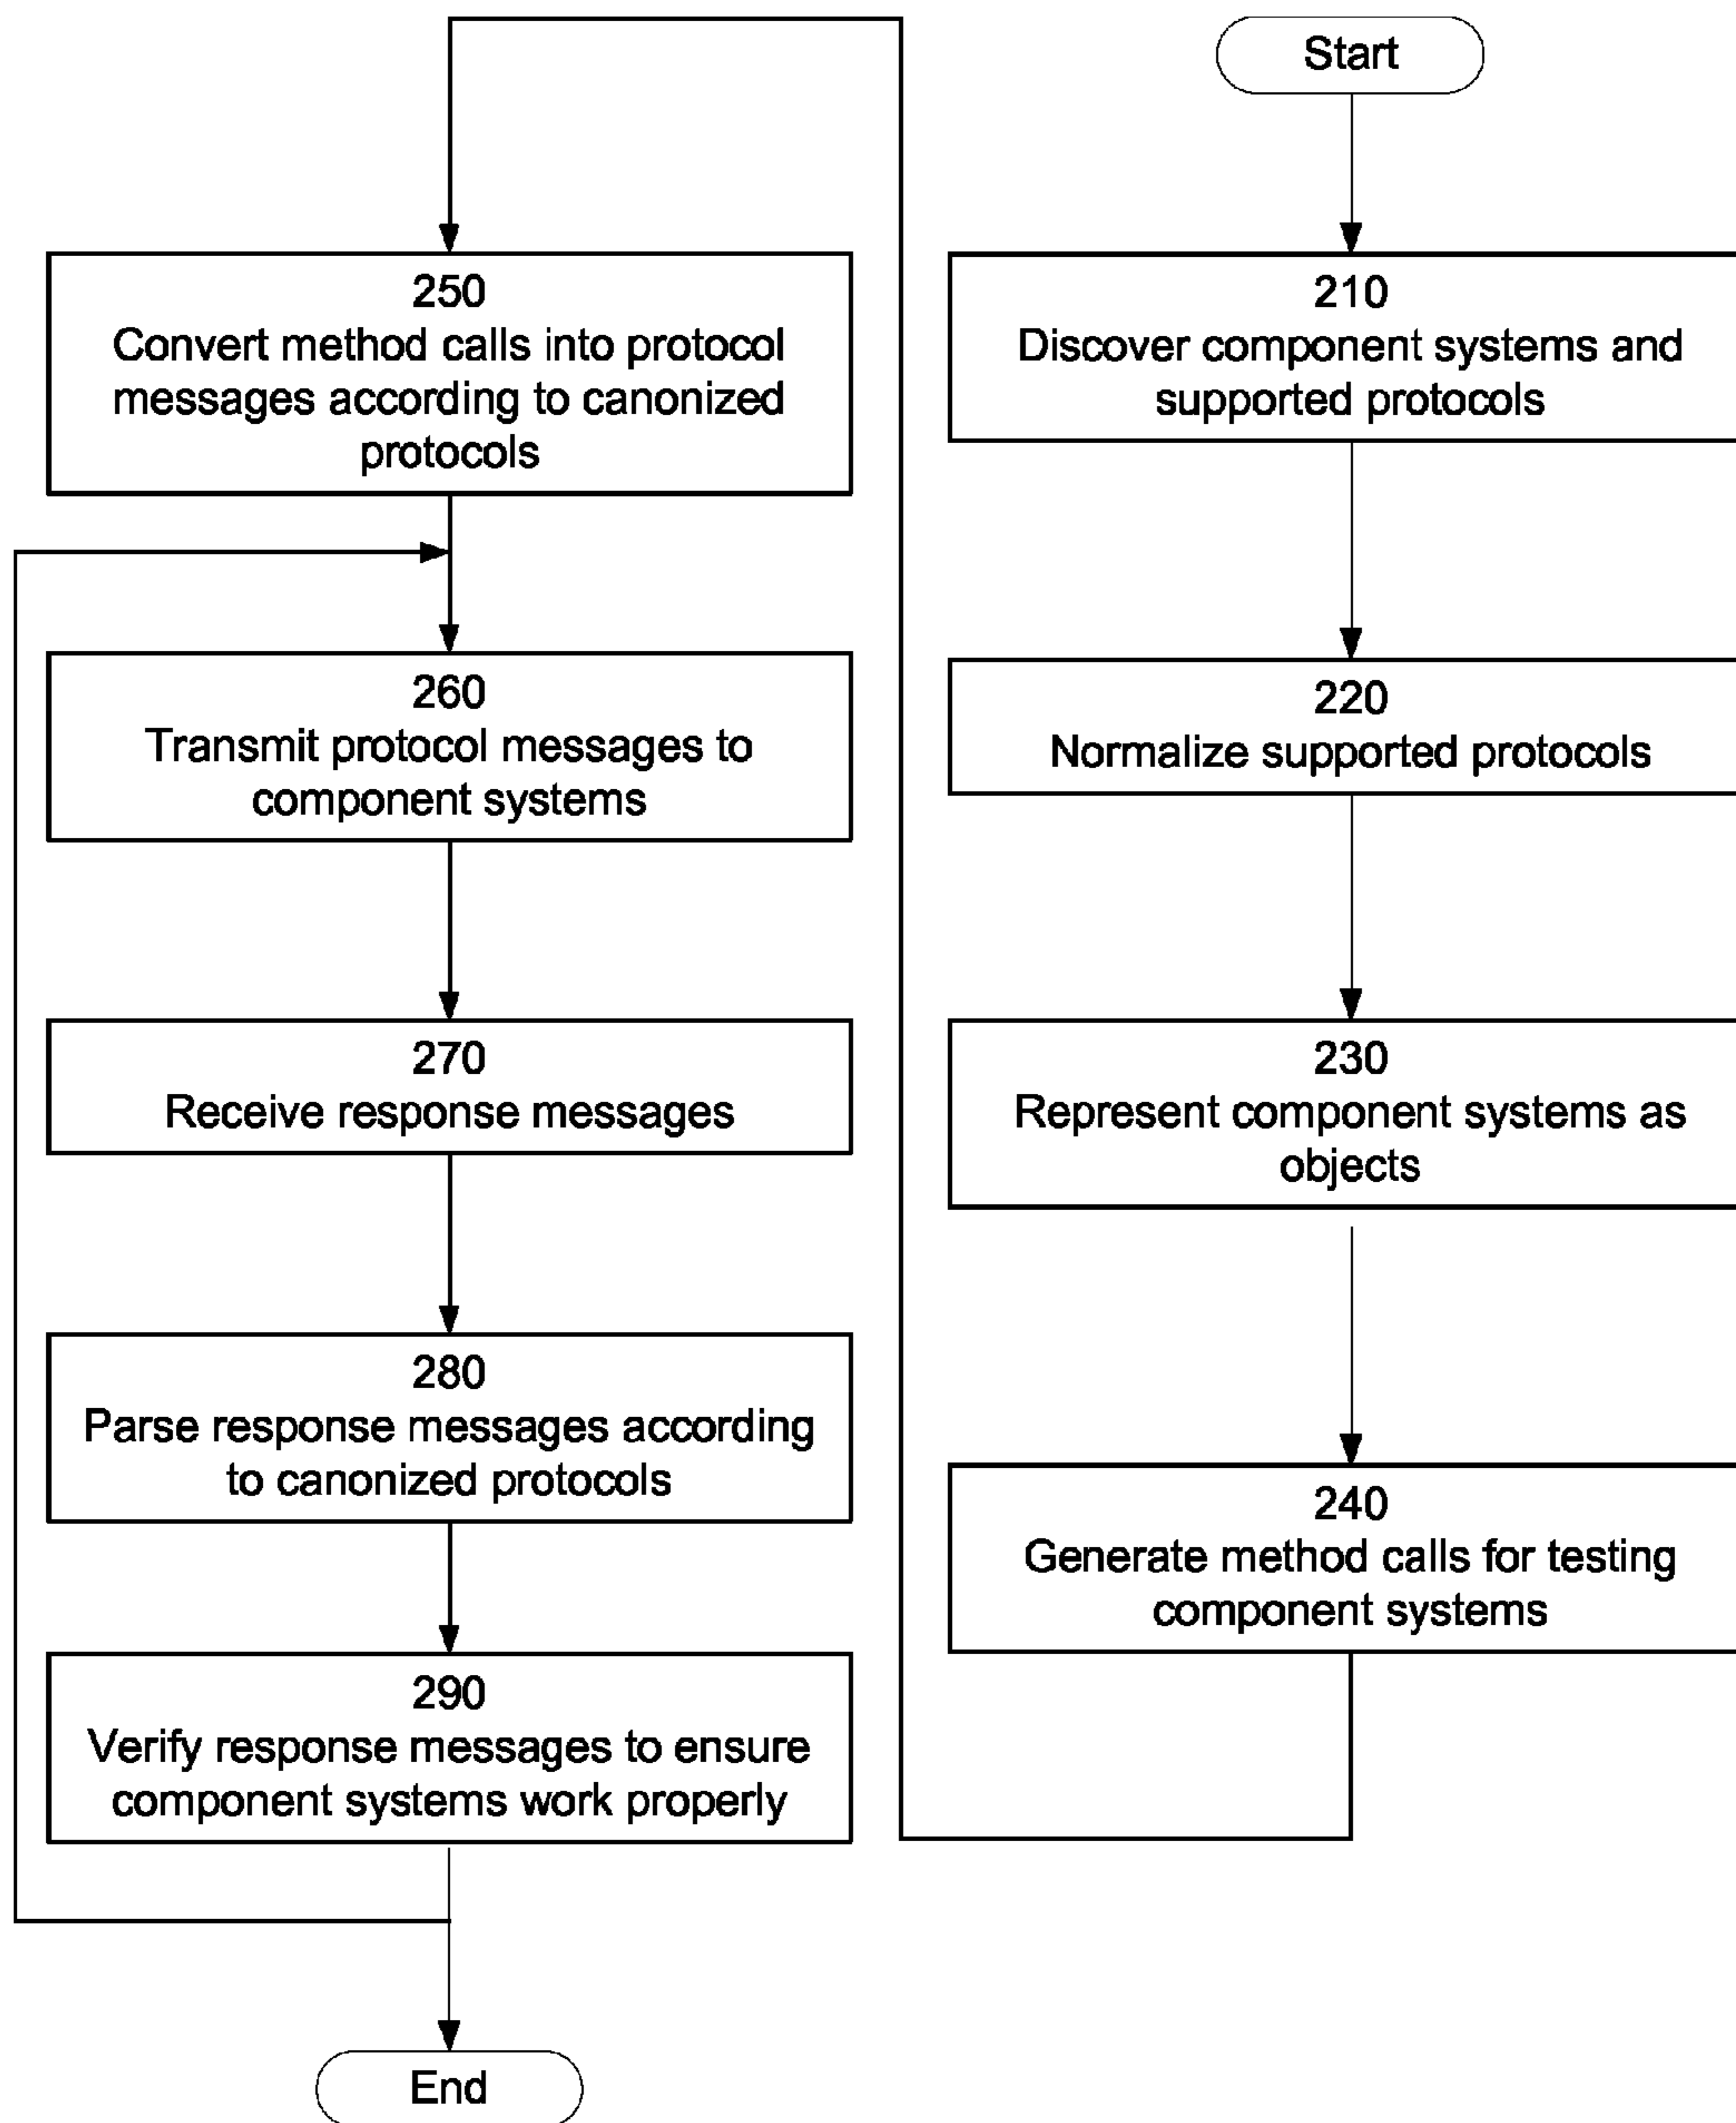 Start
210
Discover component systems and
supported protocols
220
Normalize supported protocols
230
Represent component systems as
objects
240
Generate method calls for testing
component systems
250
Convert method calls into protocol
messages according to canonized
protocols
260
Transmit protocol messages to
component systems
270
Receive response messages
280
Parse response messages according
to canonized protocols
290
Verify response messages to ensure
component systems work properly
End